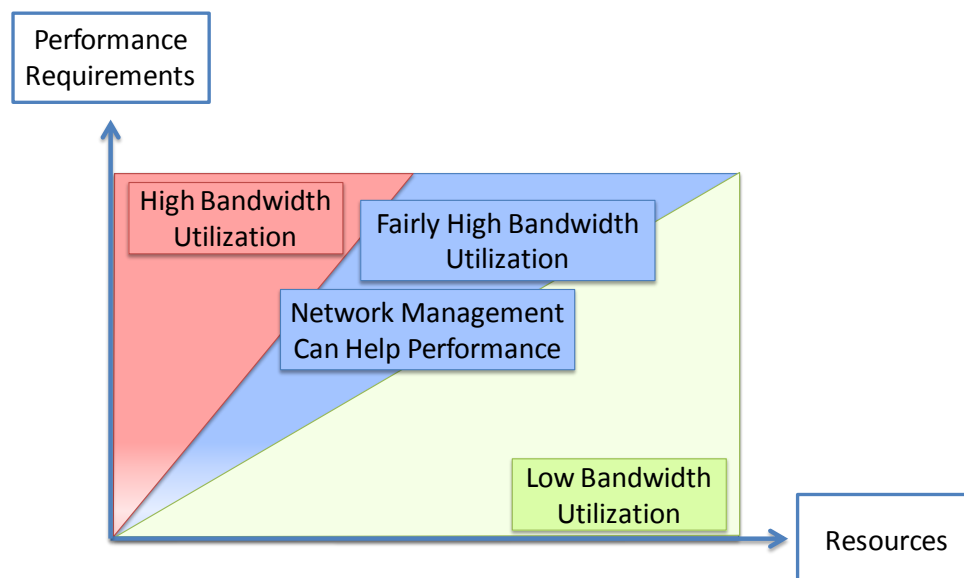 Performance
Requirements
High Bandwidth
Utilization
Fairly High Bandwidth
Utilization
Network Management
Can Help Performance
Low Bandwidth
Utilization
Resources